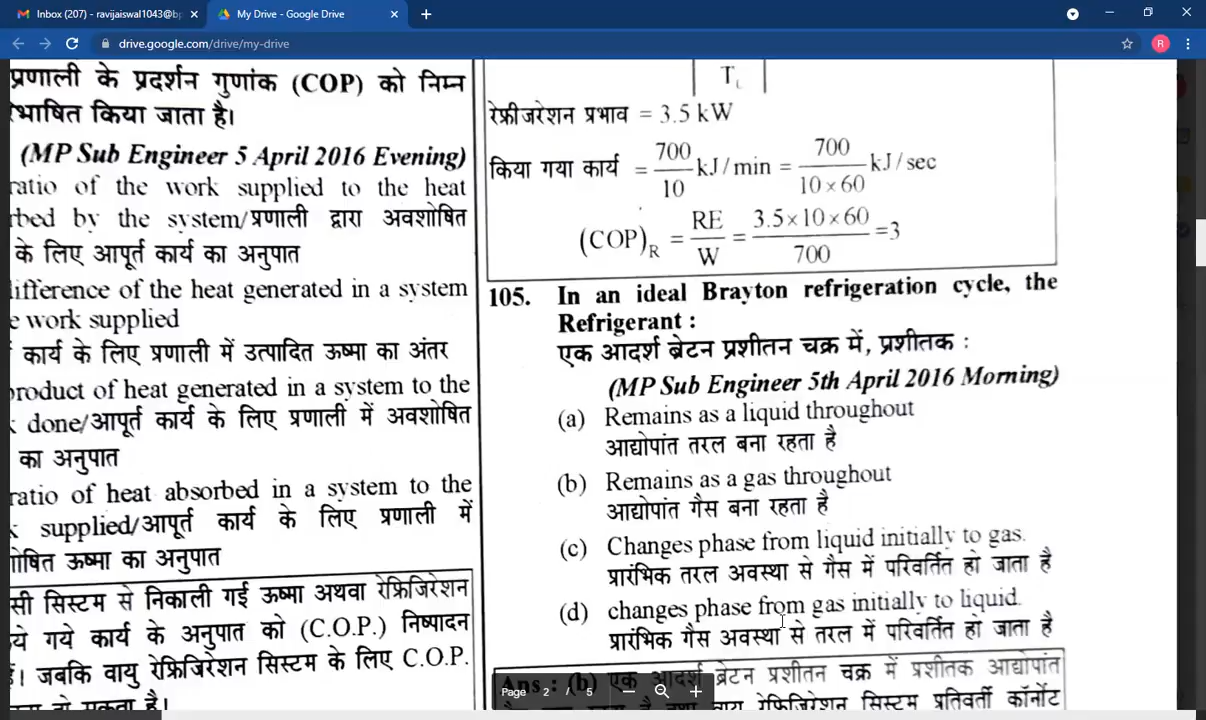 Inbox (207) - ravijaiswal1043@bp
My Drive - Google Drive
drive.google.com/drive/my-drive
R
प्रणाली के प्रदर्शन गुणांक (COP) को निम्न
भाषित किया जाता है।
(MP Sub Engineer 5 April 2016 Evening)
ratio of the work supplied to the heat
rbed by the system/प्रणाली द्वारा अवशोषित
के लिए आपूर्त कार्य का अनुपात
ifference of the heat generated in a system
e work supplied
कार्य के लिए प्रणाली में उत्पादित ऊष्मा का अंतर
product of heat generated in a system to the
k done/आपूर्त कार्य के लिए प्रणाली में अवशोषित
का अनुपात
ratio of heat absorbed in a system to the
k supplied/आपूर्त कार्य के लिए प्रणाली में
शोषित ऊष्मा का अनुपात
सी सिस्टम से निकाली गई ऊष्मा अथवा रेफ्रिजिरेशन
ये गये कार्य के अनुपात को (C.O.P.) निष्पादन
हैं। जबकि वायु रेफ्रिजिरेशन सिस्टम के लिए C.O.P.
T_L
रेफ्रीजरेशन प्रभाव = 3.5 kW
किया गया कार्य = 700/10 kJ/min = 700/(10×60) kJ/sec
(COP)_R = RE/W = 3.5×10×60/700 =3
105. In an ideal Brayton refrigeration cycle, the
Refrigerant :
एक आदर्श ब्रेटन प्रशीतन चक्र में, प्रशीतक :
(MP Sub Engineer 5th April 2016 Morning)
(a) Remains as a liquid throughout
आद्योपांत तरल बना रहता है
(b) Remains as a gas throughout
आद्योपांत गैस बना रहता है
(c) Changes phase from liquid initially to gas.
प्रारंभिक तरल अवस्था से गैस में परिवर्तित हो जाता है
(d) changes phase from gas initially to liquid.
प्रारंभिक गैस अवस्था से तरल में परिवर्तित हो जाता है
Ans : (b) एक आदर्श ब्रेटन प्रशीतन चक्र में प्रशीतक आद्योपांत
वायु रेफ्रिजरेशन सिस्टम प्रतिवर्ती कॉर्नोट
Page 2 / 5